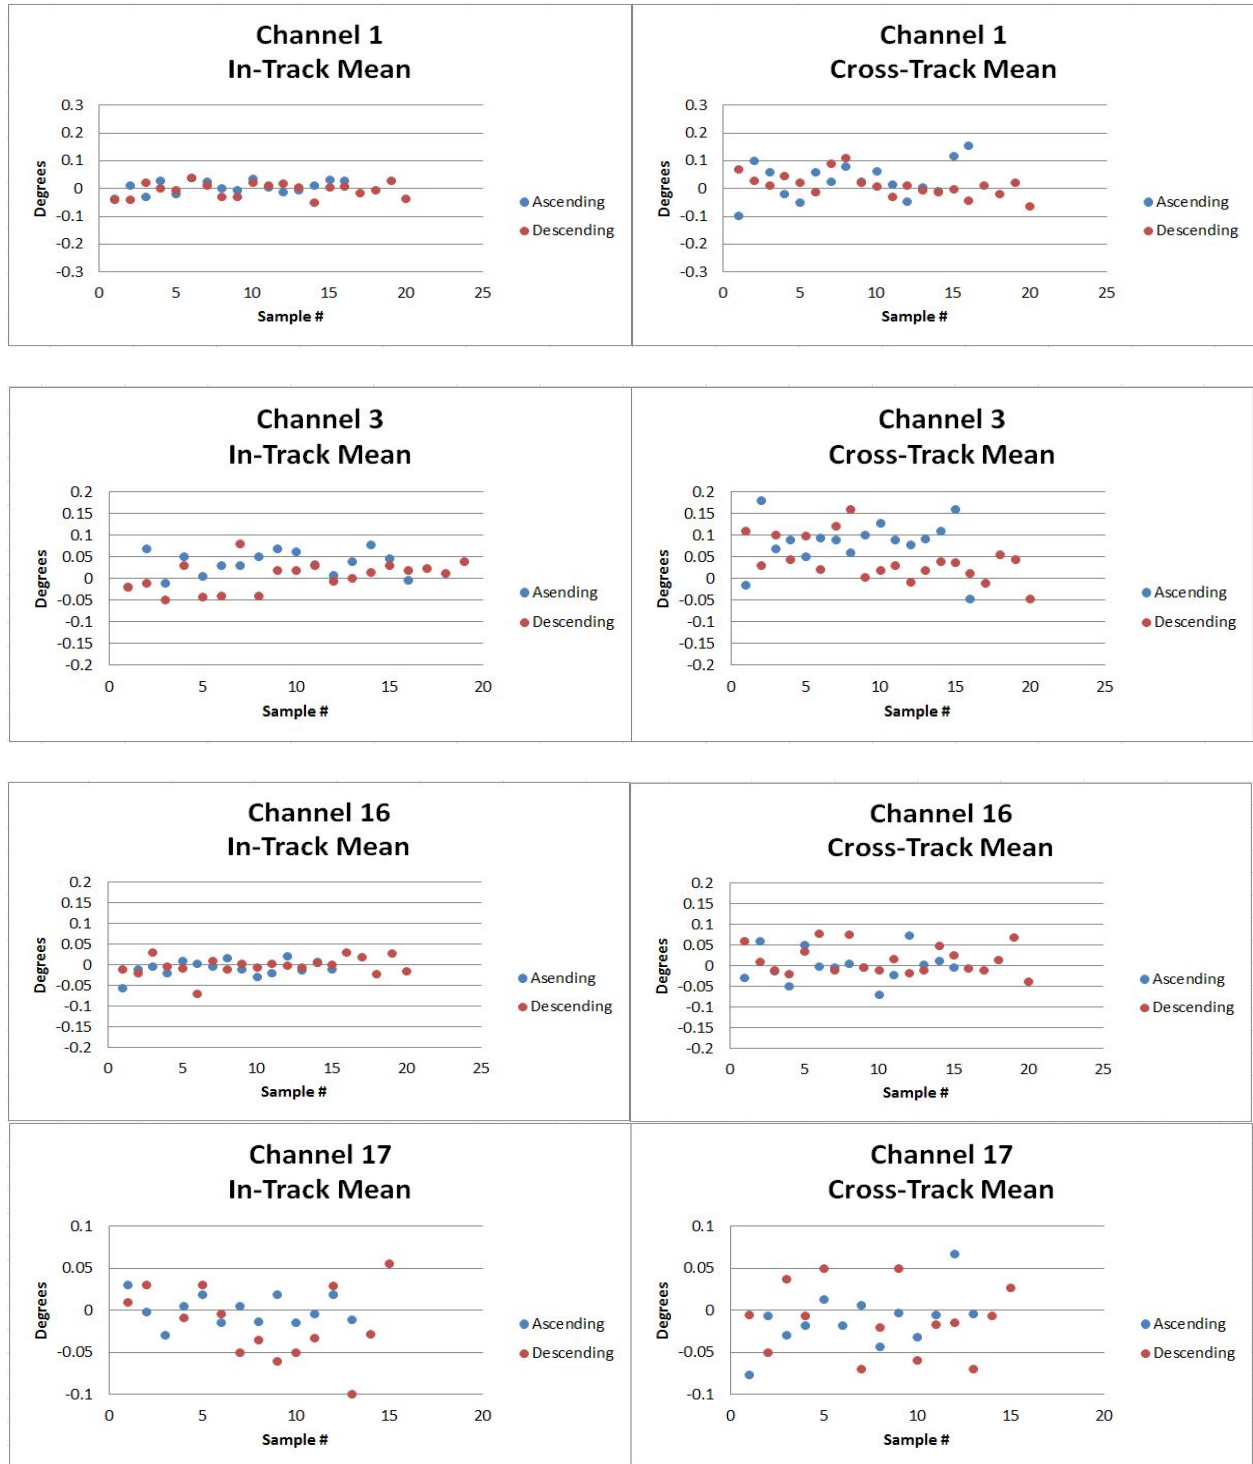 Channel 1
In-Track Mean
Degrees
0.3
0.2
0.1
0
-0.1
-0.2
-0.3
0 5 10 15 20 25
Sample #
Ascending
Descending
Channel 1
Cross-Track Mean
Degrees
0.3
0.2
0.1
0
-0.1
-0.2
-0.3
0 5 10 15 20 25
Sample #
Ascending
Descending
Channel 3
In-Track Mean
Degrees
0.2
0.15
0.1
0.05
0
-0.05
-0.1
-0.15
-0.2
0 5 10 15 20
Sample #
Asending
Descending
Channel 3
Cross-Track Mean
Degrees
0.2
0.15
0.1
0.05
0
-0.05
-0.1
-0.15
-0.2
0 5 10 15 20 25
Sample #
Ascending
Descending
Channel 16
In-Track Mean
Degrees
0.2
0.15
0.1
0.05
0
-0.05
-0.1
-0.15
-0.2
0 5 10 15 20 25
Sample #
Asending
Descending
Channel 16
Cross-Track Mean
Degrees
0.2
0.15
0.1
0.05
0
-0.05
-0.1
-0.15
-0.2
0 5 10 15 20 25
Sample #
Ascending
Descending
Channel 17
In-Track Mean
Degrees
0.1
0.05
0
-0.05
-0.1
0 5 10 15 20
Sample #
Ascending
Descending
Channel 17
Cross-Track Mean
Degrees
0.1
0.05
0
-0.05
-0.1
0 5 10 15 20
Sample #
Ascending
Descending